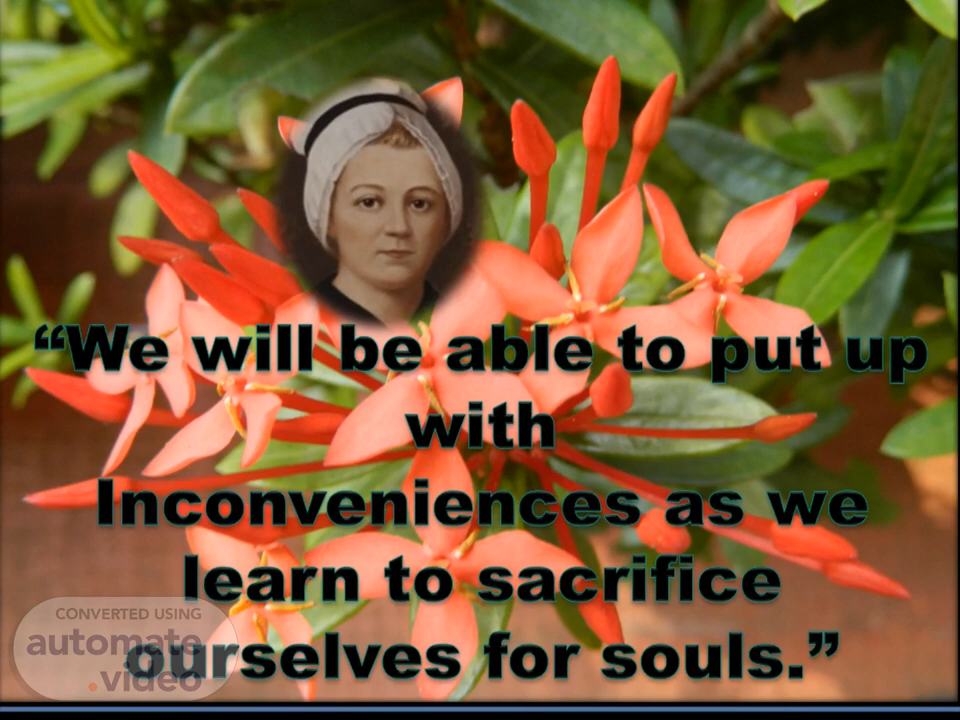 “We will be able to put up
with
Inconveniences as we
learn to sacrifice
ourselves for souls.”
CONVERTED USING
automate
.video